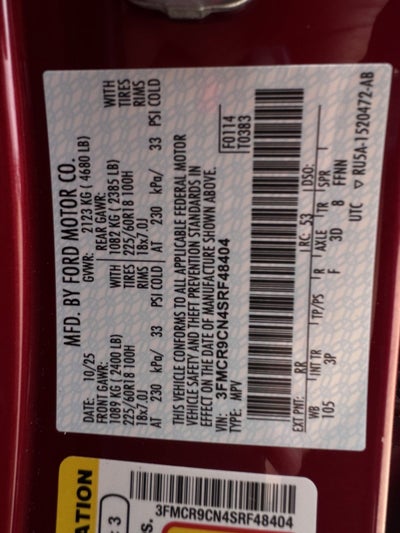 MFD. BY FORD MOTOR CO.
DATE: 10/25 GVWR: 2123 KG ( 4680 LB)
FRONT GAWR: REAR GAWR:
1089 KG ( 2400 LB) WITH 1082 KG ( 2385 LB) WITH
225/60R18 100H TIRES 225/60R18 100H TIRES
18x7.0J RIMS 18x7.0J RIMS
AT 230 kPa/ 33 PSI COLD AT 230 kPa/ 33 PSI COLD
THIS VEHICLE CONFORMS TO ALL APPLICABLE FEDERAL MOTOR
VEHICLE SAFETY AND THEFT PREVENTION STANDARDS IN
EFFECT ON THE DATE OF MANUFACTURE SHOWN ABOVE.
VIN: 3FMCR9CN4SRF48404 F0114
TYPE: MPV T0383
EXT PNT: RR RC: 53 DSO:
WB INT TR TP/PS R AXLE TR SPR
105 3P F 3D 8 FFNN
UTC ▽ RU5A-1520472-AB
3FMCR9CN4SRF48404
ATION
: 3
s.